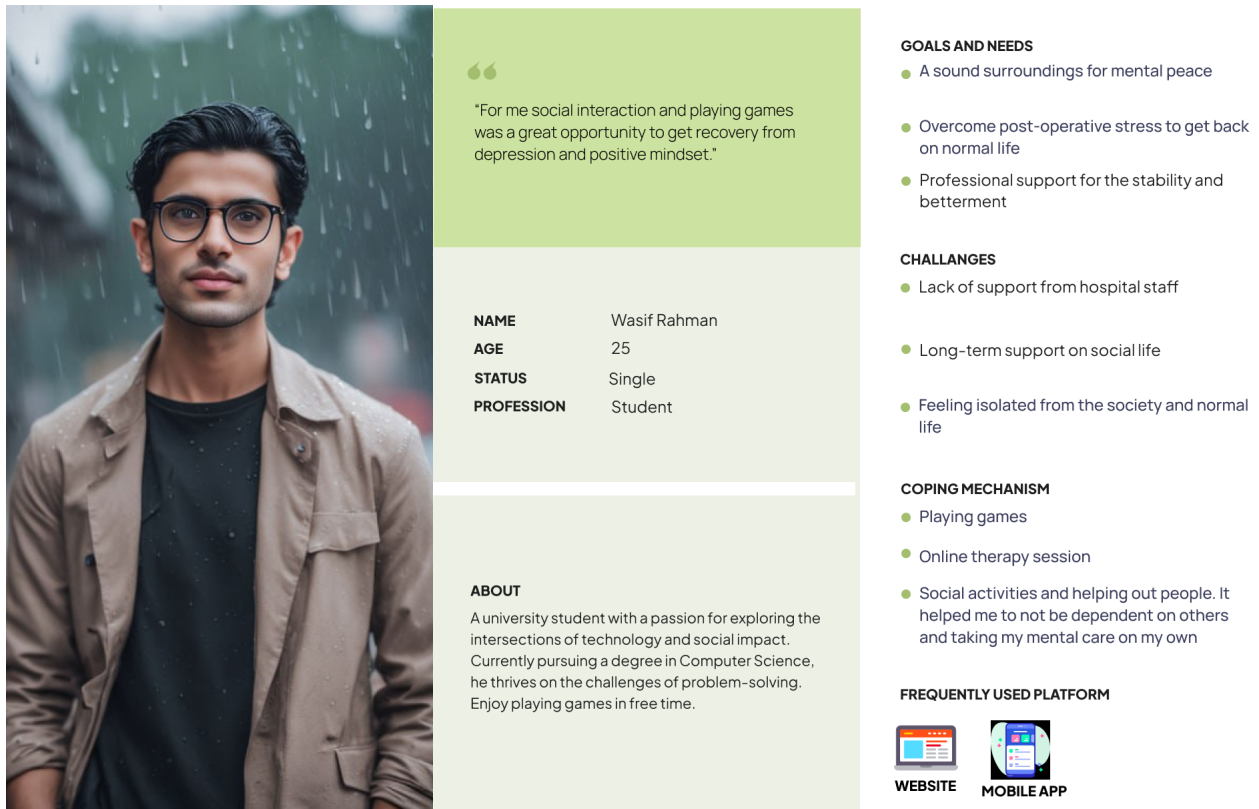 “For me social interaction and playing games
was a great opportunity to get recovery from
depression and positive mindset.”
NAME Wasif Rahman
AGE 25
STATUS Single
PROFESSION Student
ABOUT
A university student with a passion for exploring the
intersections of technology and social impact.
Currently pursuing a degree in Computer Science,
he thrives on the challenges of problem-solving.
Enjoy playing games in free time.
GOALS AND NEEDS
A sound surroundings for mental peace
Overcome post-operative stress to get back
on normal life
Professional support for the stability and
betterment
CHALLANGES
Lack of support from hospital staff
Long-term support on social life
Feeling isolated from the society and normal
life
COPING MECHANISM
Playing games
Online therapy session
Social activities and helping out people. It
helped me to not be dependent on others
and taking my mental care on my own
FREQUENTLY USED PLATFORM
WEBSITE
MOBILE APP